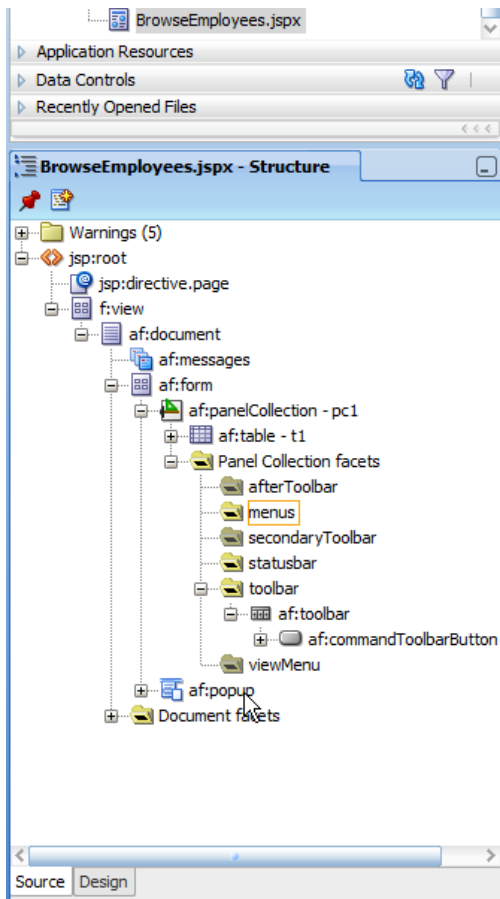 BrowseEmployees.jspx
Application Resources
Data Controls
Recently Opened Files
BrowseEmployees.jspx - Structure
Warnings (5)
jsp:root
jsp:directive.page
f:view
af:document
af:messages
af:form
af:panelCollection - pc1
af:table - t1
Panel Collection facets
afterToolbar
menus
secondaryToolbar
statusbar
toolbar
af:toolbar
af:commandToolbarButton
viewMenu
af:popup
Document facets
Source Design